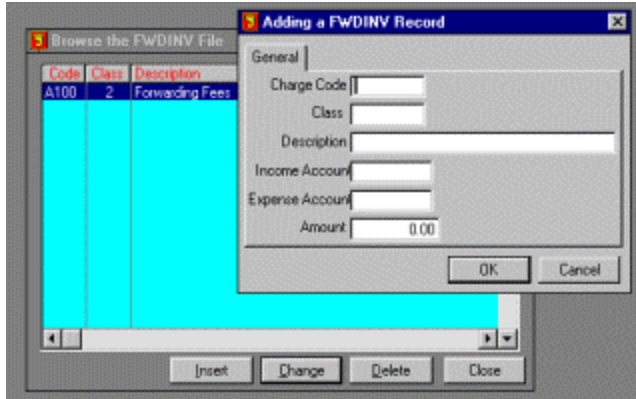 Browse the FWDINV File
Code Class Description
A100 2 Forwarding Fees
Insert Change Delete Close
Adding a FWDINV Record
General
Charge Code
Class
Description
Income Accoun
Expense Accoun
Amount 0.00
OK Cancel